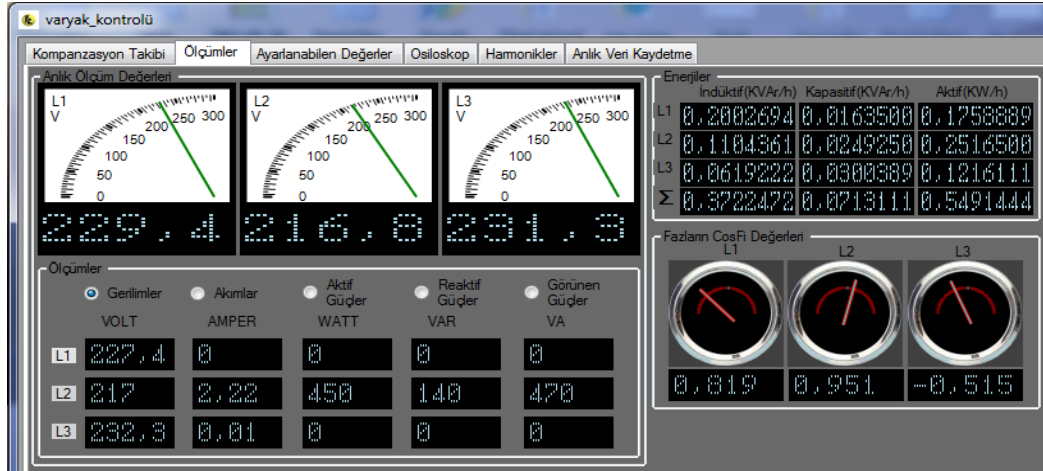 varyak_kontrolü
Kompanzasyon Takibi Ölçümler Ayarlanabilen Değerler Osiloskop Harmonikler Anlık Veri Kaydetme
Anlık Ölçüm Değerleri
L1
V
0 50 100 150 200 250 300
229,4
L2
V
0 50 100 150 200 250 300
216,8
L3
V
0 50 100 150 200 250 300
231,3
Ölçümler
Gerilimler Akımlar Aktif Güçler Reaktif Güçler Görünen Güçler
VOLT AMPER WATT VAR VA
L1 227,4 0 0 0 0
L2 217 2,22 450 140 470
L3 232,3 0,01 0 0 0
Enerjiler
İndüktif(KVAr/h) Kapasitif(KVAr/h) Aktif(KW/h)
L1 0,2002694 0,0163500 0,1758889
L2 0,1104361 0,0249250 0,2516500
L3 0,0619222 0,0300389 0,1216111
Σ 0,3722472 0,0713111 0,5491444
Fazların CosFi Değerleri
L1 L2 L3
0,819 0,951 -0,515